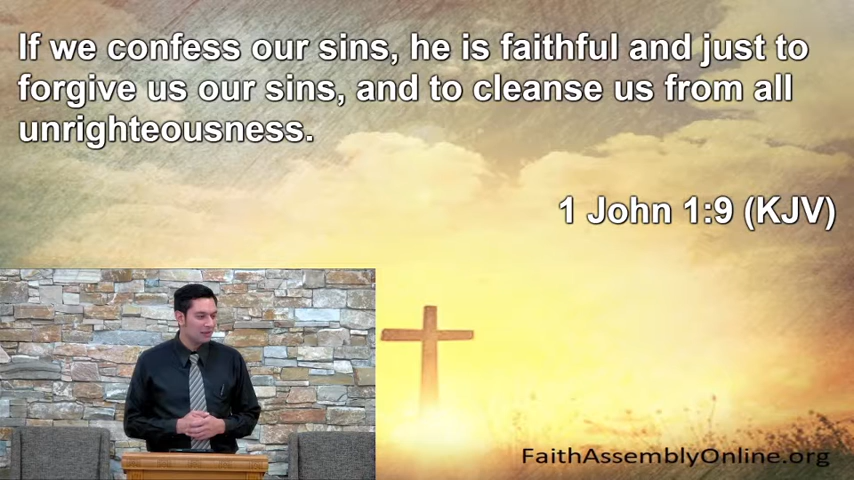 If we confess our sins, he is faithful and just to
forgive us our sins, and to cleanse us from all
unrighteousness.
1 John 1:9 (KJV)
FaithAssemblyOnline.org